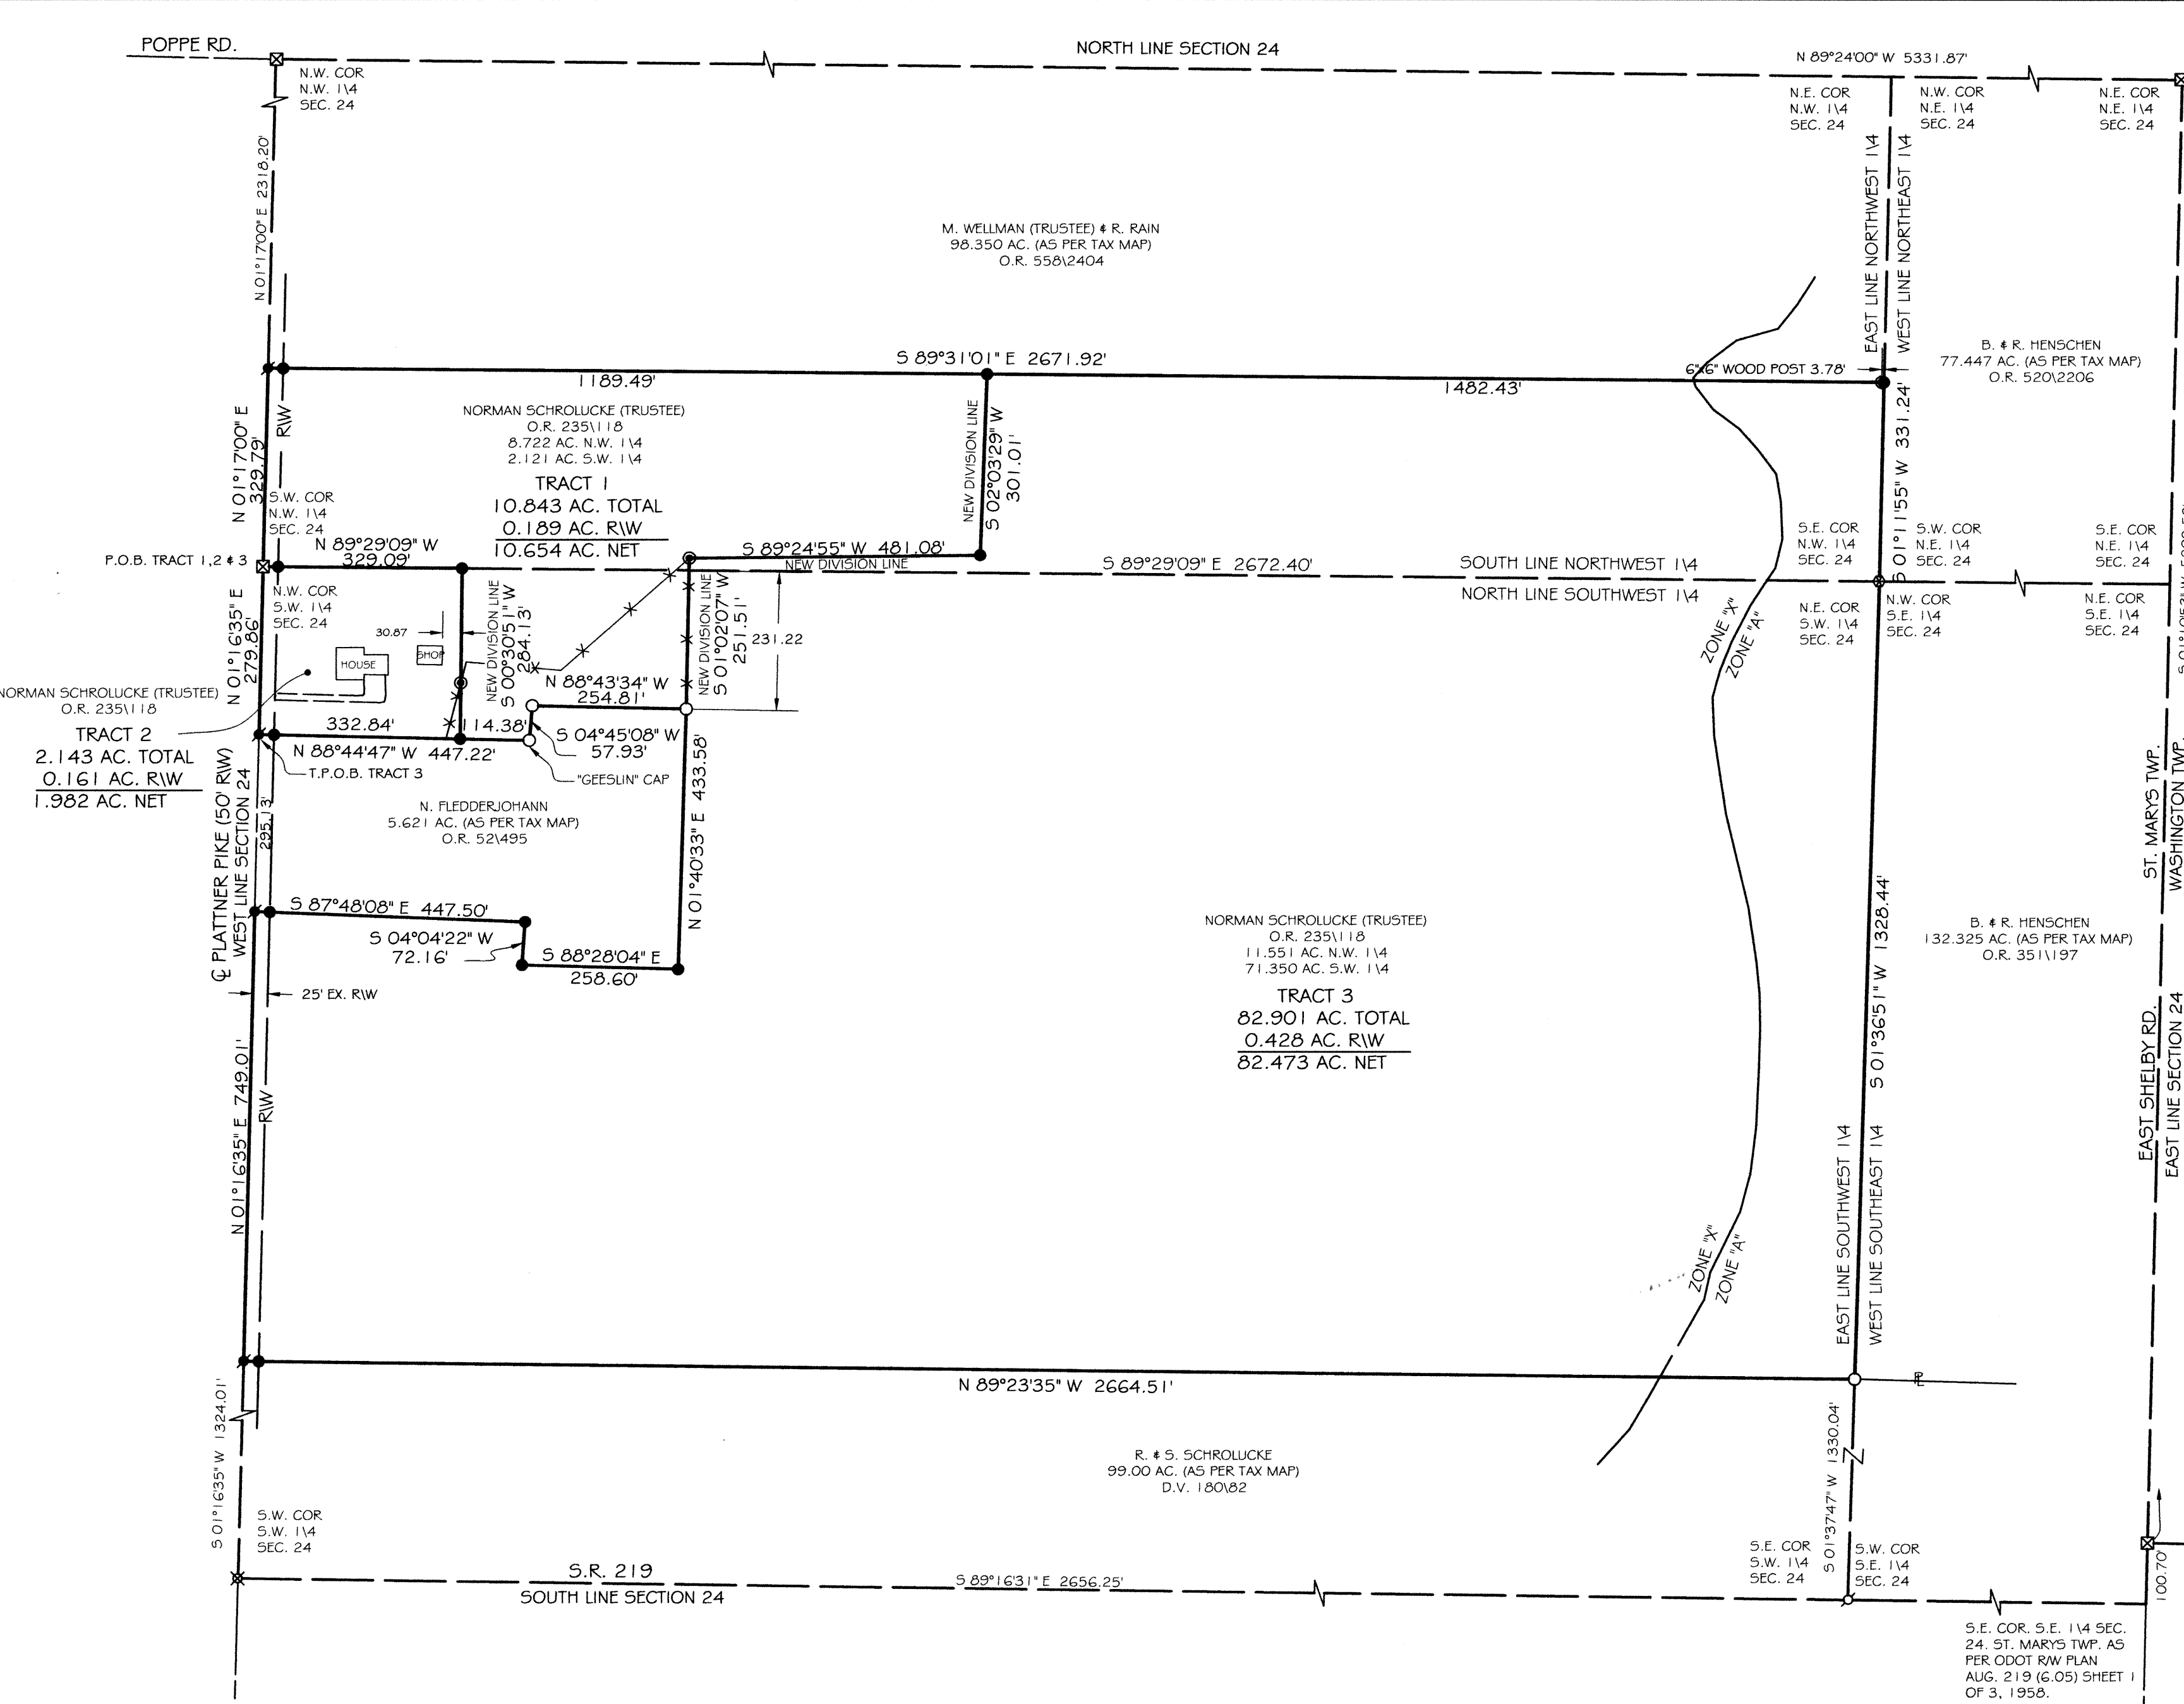 POPPE RD.
NORTH LINE SECTION 24
N 89°24'00" W 5331.87'
N.W. COR
N.W. 1\4
SEC. 24
N.E. COR
N.W. 1\4
SEC. 24
N.W. COR
N.E. 1\4
SEC. 24
N.E. COR
N.E. 1\4
SEC. 24
N 01°17'00" E 2318.20'
EAST LINE NORTHWEST 1\4
WEST LINE NORTHEAST 1\4
M. WELLMAN (TRUSTEE) & R. RAIN
98.350 AC. (AS PER TAX MAP)
O.R. 558\2404
B. & R. HENSCHEN
77.447 AC. (AS PER TAX MAP)
O.R. 520\2206
S 89°31'01" E 2671.92'
1189.49'
1482.43'
6"x6" WOOD POST 3.78'
R\W
N 01°17'00" E
329.79'
NORMAN SCHROLUCKE (TRUSTEE)
O.R. 235\118
8.722 AC. N.W. 1\4
2.121 AC. S.W. 1\4
TRACT 1
10.843 AC. TOTAL
0.189 AC. R\W
10.654 AC. NET
NEW DIVISION LINE
S 02°03'29" W
301.01'
S 01°11'55" W 331.24'
S.W. COR
N.W. 1\4
SEC. 24
P.O.B. TRACT 1,2 & 3
N 89°29'09" W
329.09'
S 89°24'55" W 481.08'
NEW DIVISION LINE
S 89°29'09" E 2672.40'
SOUTH LINE NORTHWEST 1\4
NORTH LINE SOUTHWEST 1\4
S.E. COR
N.W. 1\4
SEC. 24
S.W. COR
N.E. 1\4
SEC. 24
S.E. COR
N.E. 1\4
SEC. 24
N.W. COR
S.W. 1\4
SEC. 24
N.E. COR
S.W. 1\4
SEC. 24
N.W. COR
S.E. 1\4
SEC. 24
N.E. COR
S.E. 1\4
SEC. 24
N 01°16'35" E
279.86'
30.87
HOUSE
SHOP
NEW DIVISION LINE
S 00°30'51" W
284.13'
NEW DIVISION LINE
S 01°02'07" W
251.51'
231.22
ZONE "X"
ZONE "A"
N 88°43'34" W
254.81'
NORMAN SCHROLUCKE (TRUSTEE)
O.R. 235\118
TRACT 2
2.143 AC. TOTAL
0.161 AC. R\W
1.982 AC. NET
332.84'
114.38'
S 04°45'08" W
57.93'
N 88°44'47" W 447.22'
T.P.O.B. TRACT 3
"GEESLIN" CAP
℄ PLATTNER PIKE (50' R\W)
WEST LINE SECTION 24
295.13'
N. FLEDDERJOHANN
5.621 AC. (AS PER TAX MAP)
O.R. 52\495
N 01°40'33" E 433.58'
S 87°48'08" E 447.50'
S 04°04'22" W
72.16'
S 88°28'04" E
258.60'
25' EX. R\W
NORMAN SCHROLUCKE (TRUSTEE)
O.R. 235\118
11.551 AC. N.W. 1\4
71.350 AC. S.W. 1\4
TRACT 3
82.901 AC. TOTAL
0.428 AC. R\W
82.473 AC. NET
S 01°36'51" W 1328.44'
B. & R. HENSCHEN
132.325 AC. (AS PER TAX MAP)
O.R. 351\197
ST. MARYS TWP.
WASHINGTON TWP.
EAST SHELBY RD.
EAST LINE SECTION 24
N 01°16'35" E 749.01'
R\W
EAST LINE SOUTHWEST 1\4
WEST LINE SOUTHEAST 1\4
ZONE "X"
ZONE "A"
N 89°23'35" W 2664.51'
S 01°16'35" W 1324.01'
R. & S. SCHROLUCKE
99.00 AC. (AS PER TAX MAP)
D.V. 180\82
S 01°37'47" W 1330.04'
S.W. COR
S.W. 1\4
SEC. 24
S.E. COR
S.W. 1\4
SEC. 24
S.W. COR
S.E. 1\4
SEC. 24
S.R. 219
SOUTH LINE SECTION 24
S 89°16'31" E 2656.25'
100.70'
S.E. COR. S.E. 1\4 SEC.
24. ST. MARYS TWP. AS
PER ODOT R/W PLAN
AUG. 219 (6.05) SHEET 1
OF 3, 1958.